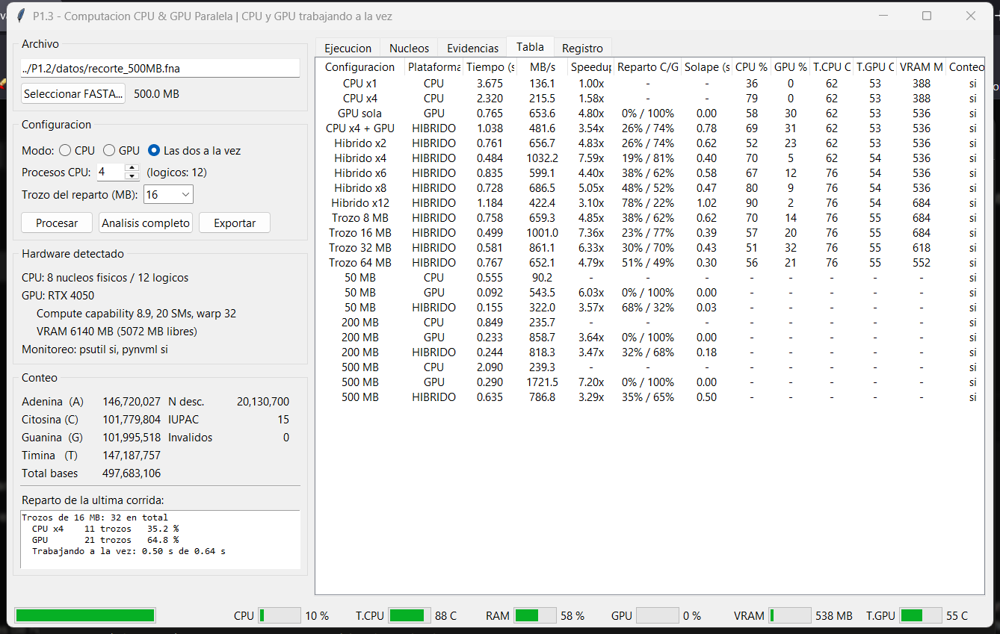 P1.3 - Computacion CPU & GPU Paralela | CPU y GPU trabajando a la vez
Archivo
../P1.2/datos/recorte_500MB.fna
Seleccionar FASTA... 500.0 MB
Configuracion
Modo: CPU GPU Las dos a la vez
Procesos CPU: 4 (logicos: 12)
Trozo del reparto (MB): 16
Procesar Analisis completo Exportar
Hardware detectado
CPU: 8 nucleos fisicos / 12 logicos
GPU: RTX 4050
Compute capability 8.9, 20 SMs, warp 32
VRAM 6140 MB (5072 MB libres)
Monitoreo: psutil si, pynvml si
Conteo
Adenina (A) 146,720,027 N desc. 20,130,700
Citosina (C) 101,779,804 IUPAC 15
Guanina (G) 101,995,518 Invalidos 0
Timina (T) 147,187,757
Total bases 497,683,106
Reparto de la ultima corrida:
Trozos de 16 MB: 32 en total
CPU x4 11 trozos 35.2 %
GPU 21 trozos 64.8 %
Trabajando a la vez: 0.50 s de 0.64 s
Ejecucion Nucleos Evidencias Tabla Registro
Configuracion Plataforma Tiempo (s MB/s Speedup Reparto C/G Solape (s CPU % GPU % T.CPU C T.GPU C VRAM M Conteo
CPU x1 CPU 3.675 136.1 1.00x - - 36 0 62 53 388 si
CPU x4 CPU 2.320 215.5 1.58x - - 79 0 62 53 388 si
GPU sola GPU 0.765 653.6 4.80x 0% / 100% 0.00 58 30 62 53 536 si
CPU x4 + GPU HIBRIDO 1.038 481.6 3.54x 26% / 74% 0.78 69 31 62 53 536 si
Hibrido x2 HIBRIDO 0.761 656.7 4.83x 26% / 74% 0.62 52 23 62 53 536 si
Hibrido x4 HIBRIDO 0.484 1032.2 7.59x 19% / 81% 0.40 70 5 62 54 536 si
Hibrido x6 HIBRIDO 0.835 599.1 4.40x 38% / 62% 0.58 67 12 76 54 536 si
Hibrido x8 HIBRIDO 0.728 686.5 5.05x 48% / 52% 0.47 80 9 76 54 536 si
Hibrido x12 HIBRIDO 1.184 422.4 3.10x 78% / 22% 1.02 90 2 76 54 684 si
Trozo 8 MB HIBRIDO 0.758 659.3 4.85x 38% / 62% 0.62 70 14 76 55 684 si
Trozo 16 MB HIBRIDO 0.499 1001.0 7.36x 23% / 77% 0.39 57 20 76 55 684 si
Trozo 32 MB HIBRIDO 0.581 861.1 6.33x 30% / 70% 0.43 51 32 76 55 618 si
Trozo 64 MB HIBRIDO 0.767 652.1 4.79x 51% / 49% 0.30 56 21 76 55 552 si
50 MB CPU 0.555 90.2 - - - - - - - - si
50 MB GPU 0.092 543.5 6.03x 0% / 100% 0.00 - - - - - si
50 MB HIBRIDO 0.155 322.0 3.57x 68% / 32% 0.03 - - - - - si
200 MB CPU 0.849 235.7 - - - - - - - - si
200 MB GPU 0.233 858.7 3.64x 0% / 100% 0.00 - - - - - si
200 MB HIBRIDO 0.244 818.3 3.47x 32% / 68% 0.18 - - - - - si
500 MB CPU 2.090 239.3 - - - - - - - - si
500 MB GPU 0.290 1721.5 7.20x 0% / 100% 0.00 - - - - - si
500 MB HIBRIDO 0.635 786.8 3.29x 35% / 65% 0.50 - - - - - si
CPU 10 % T.CPU 88 C RAM 58 % GPU 0 % VRAM 538 MB T.GPU 55 C